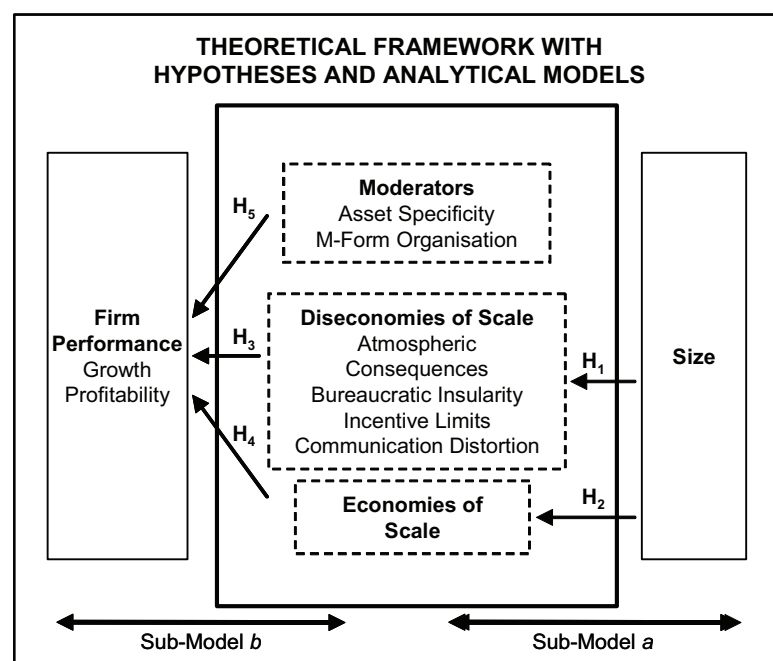 THEORETICAL FRAMEWORK WITH
HYPOTHESES AND ANALYTICAL MODELS
Moderators
Asset Specificity
M-Form Organisation
H5
Firm
Performance
Growth
Profitability
H3
Diseconomies of Scale
Atmospheric
Consequences
Bureaucratic Insularity
Incentive Limits
Communication Distortion
H1
Size
H4
Economies of
Scale
H2
Sub-Model b
Sub-Model a